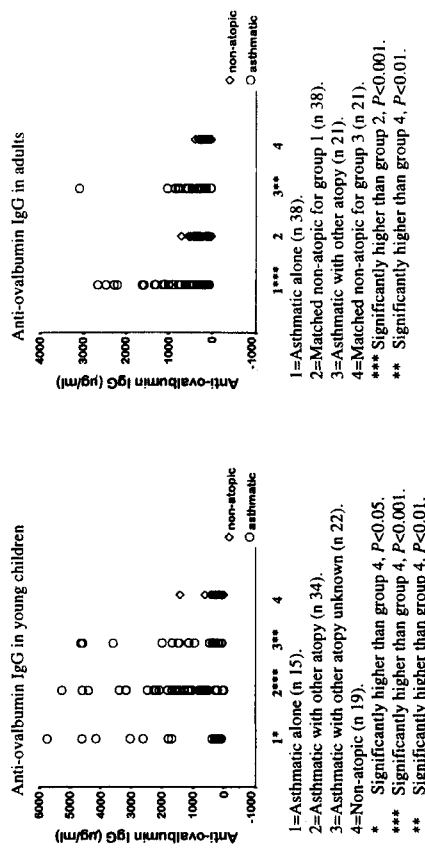 Anti-ovalbumin IgG in young children
Anti-ovalbumin IgG (μg/ml)
6000
5000
4000
3000
2000
1000
0
-1000
1* 2*** 3** 4
◇non-atopic
○asthmatic
1=Asthmatic alone (n 15).
2=Asthmatic with other atopy (n 34).
3=Asthmatic with other atopy unknown (n 22).
4=Non-atopic (n 19).
* Significantly higher than group 4, P<0.05.
*** Significantly higher than group 4, P<0.001.
** Significantly higher than group 4, P<0.01.
Anti-ovalbumin IgG in adults
Anti-ovalbumin IgG (μg/ml)
4000
3000
2000
1000
0
-1000
1*** 2 3** 4
◇non-atopic
○asthmatic
1=Asthmatic alone (n 38).
2=Matched non-atopic for group 1 (n 38).
3=Asthmatic with other atopy (n 21).
4=Matched non-atopic for group 3 (n 21).
*** Significantly higher than group 2, P<0.001.
** Significantly higher than group 4, P<0.01.